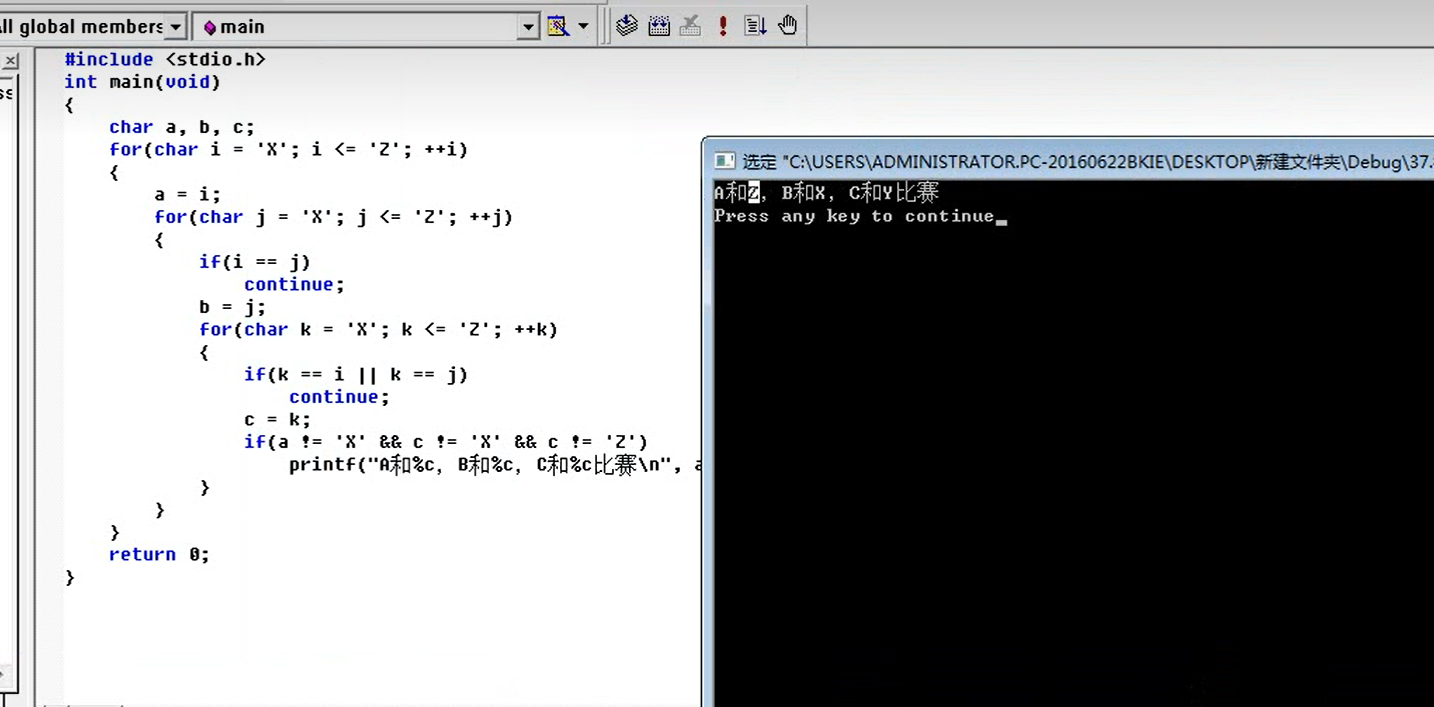 All global members main
#include <stdio.h>
int main(void)
{
char a, b, c;
for(char i = 'X'; i <= 'Z'; ++i)
{
a = i;
for(char j = 'X'; j <= 'Z'; ++j)
{
if(i == j)
continue;
b = j;
for(char k = 'X'; k <= 'Z'; ++k)
{
if(k == i || k == j)
continue;
c = k;
if(a != 'X' && c != 'X' && c != 'Z')
printf("A和%c, B和%c, C和%c比赛\n", a
}
}
}
return 0;
}
选定 "C:\USERS\ADMINISTRATOR.PC-20160622BKIE\DESKTOP\新建文件夹\Debug\37.
A和Z, B和X, C和Y比赛
Press any key to continue_